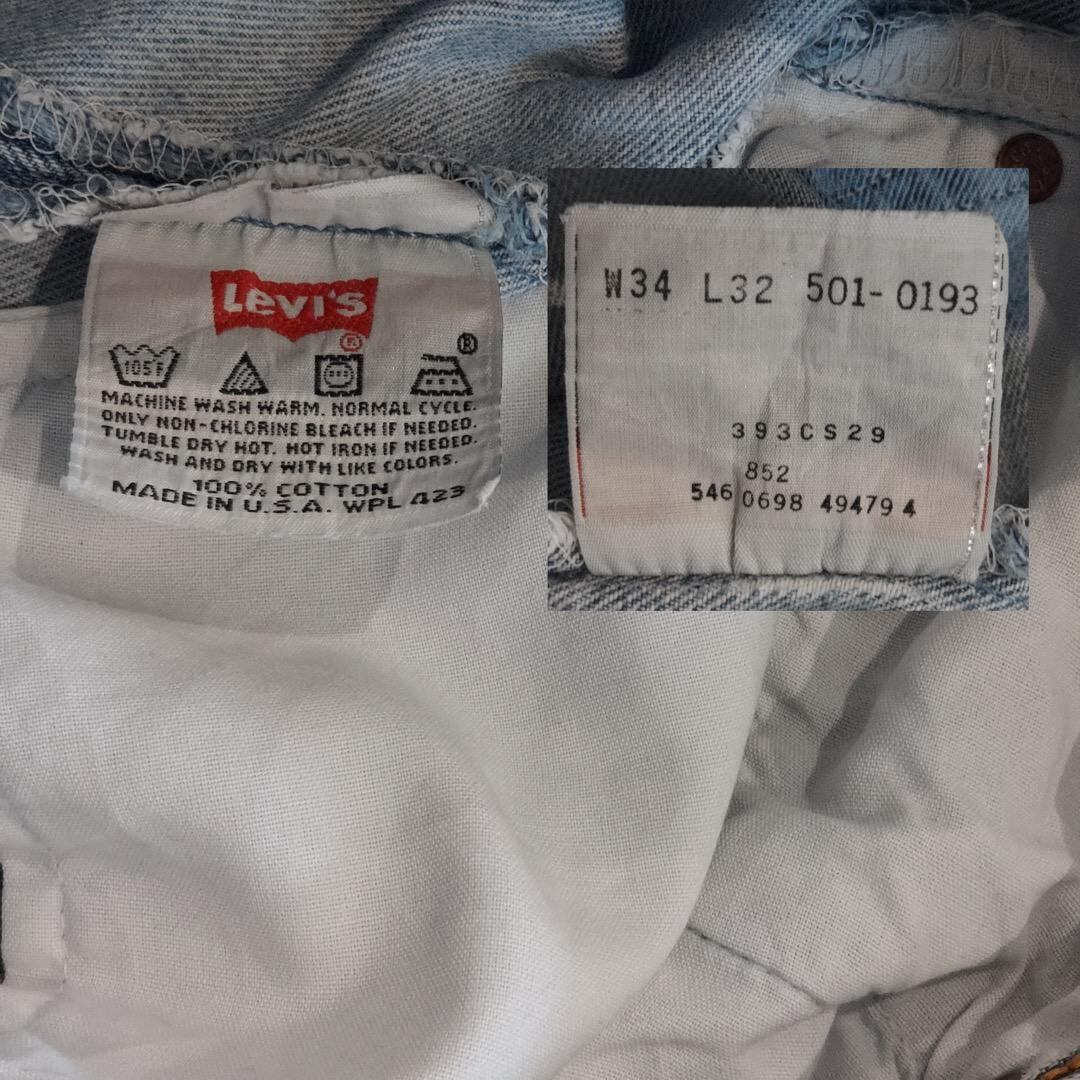 Levi's
®
105F
MACHINE WASH WARM. NORMAL CYCLE.
ONLY NON-CHLORINE BLEACH IF NEEDED.
TUMBLE DRY HOT. HOT IRON IF NEEDED.
WASH AND DRY WITH LIKE COLORS.
100% COTTON
MADE IN U.S.A. WPL 423
W34 L32 501-0193
393CS29
852
546 0698 49479 4